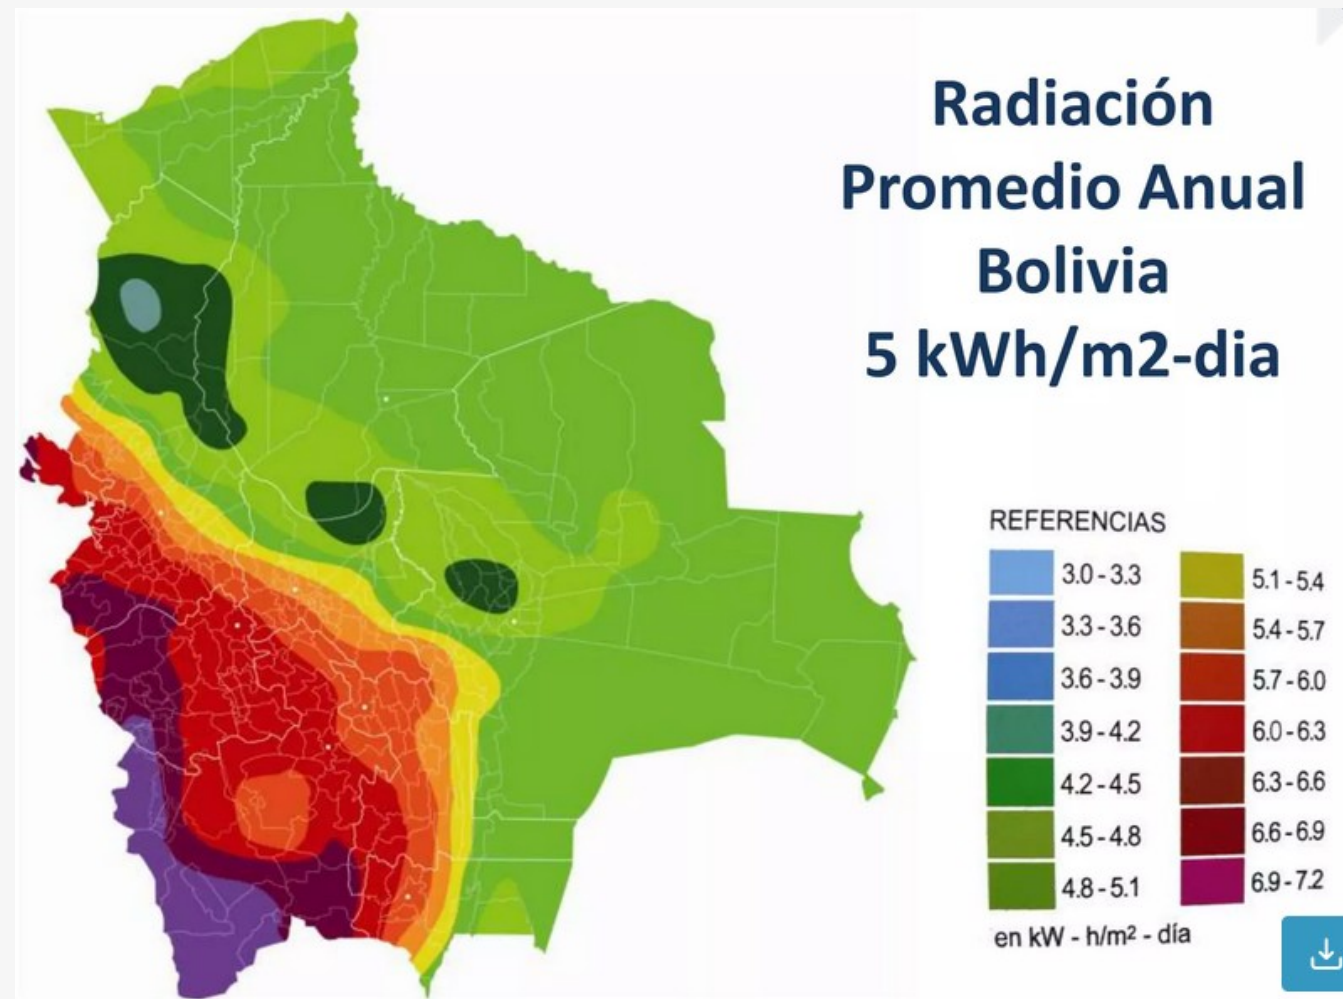 Radiación
Promedio Anual
Bolivia
5 kWh/m2-dia
REFERENCIAS
3.0 - 3.3
3.3 - 3.6
3.6 - 3.9
3.9 - 4.2
4.2 - 4.5
4.5 - 4.8
4.8 - 5.1
5.1 - 5.4
5.4 - 5.7
5.7 - 6.0
6.0 - 6.3
6.3 - 6.6
6.6 - 6.9
6.9 - 7.2
en kW - h/m² - día